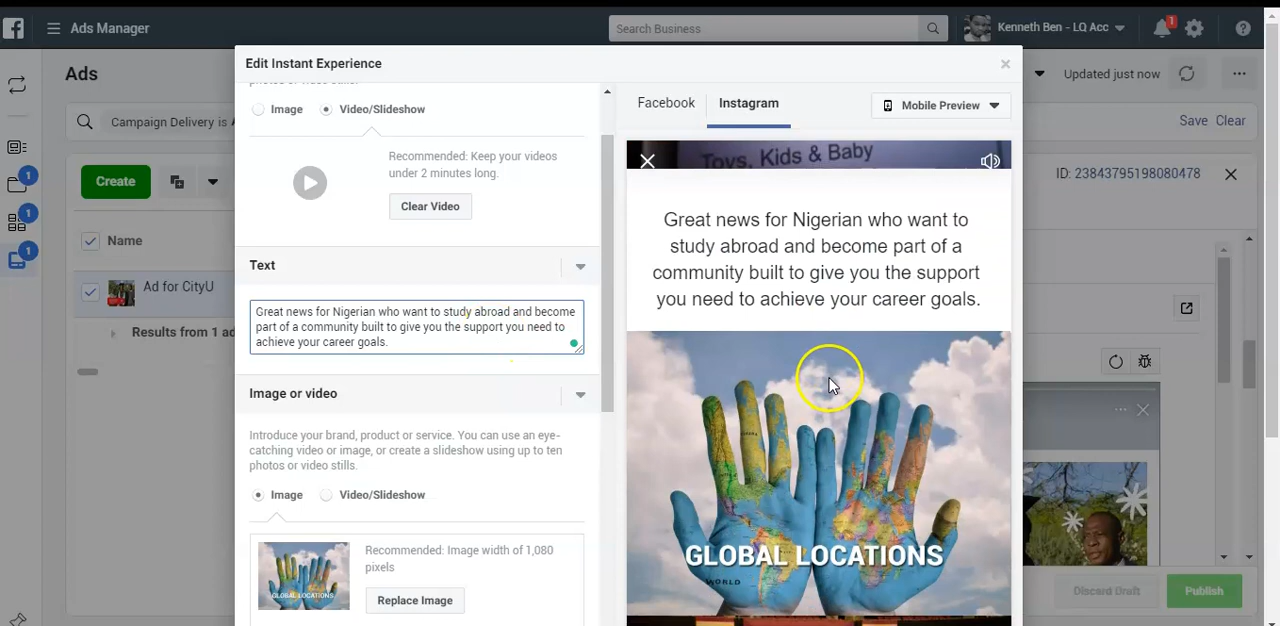 Ads Manager
Search Business
Kenneth Ben - LQ Acc
1
Ads
Edit Instant Experience
Updated just now
Image
Video/Slideshow
Facebook
Instagram
Mobile Preview
Campaign Delivery is
Save
Clear
Recommended: Keep your videos
under 2 minutes long.
Clear Video
Toys, Kids & Baby
Create
1
ID: 23843795198080478
Great news for Nigerian who want to
study abroad and become part of a
community built to give you the support
you need to achieve your career goals.
1
Name
1
Text
Ad for CityU
Great news for Nigerian who want to study abroad and become
part of a community built to give you the support you need to
achieve your career goals.
Results from 1 ad
Image or video
Introduce your brand, product or service. You can use an eye-
catching video or image, or create a slideshow using up to ten
photos or video stills.
Image
Video/Slideshow
Recommended: Image width of 1,080
pixels
Replace Image
GLOBAL LOCATIONS
GLOBAL LOCATIONS
WORLD
Discard Draft
Publish